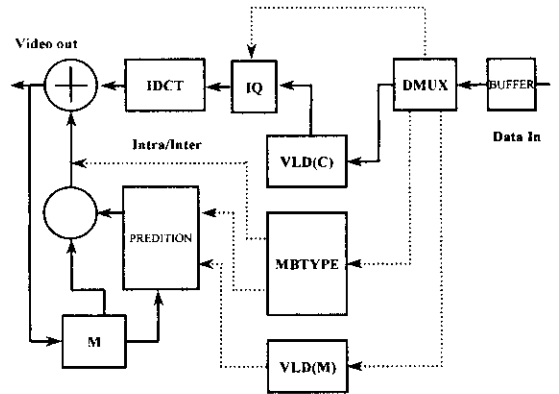 Video out
IDCT
IQ
DMUX
BUFFER
Data In
Intra/Inter
VLD(C)
PREDITION
MBTYPE
M
VLD(M)